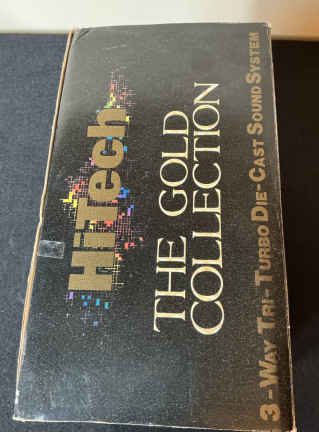 HiTech
THE GOLD
COLLECTION
3-WAY TRI-TURBO DIE-CAST SOUND SYSTEM